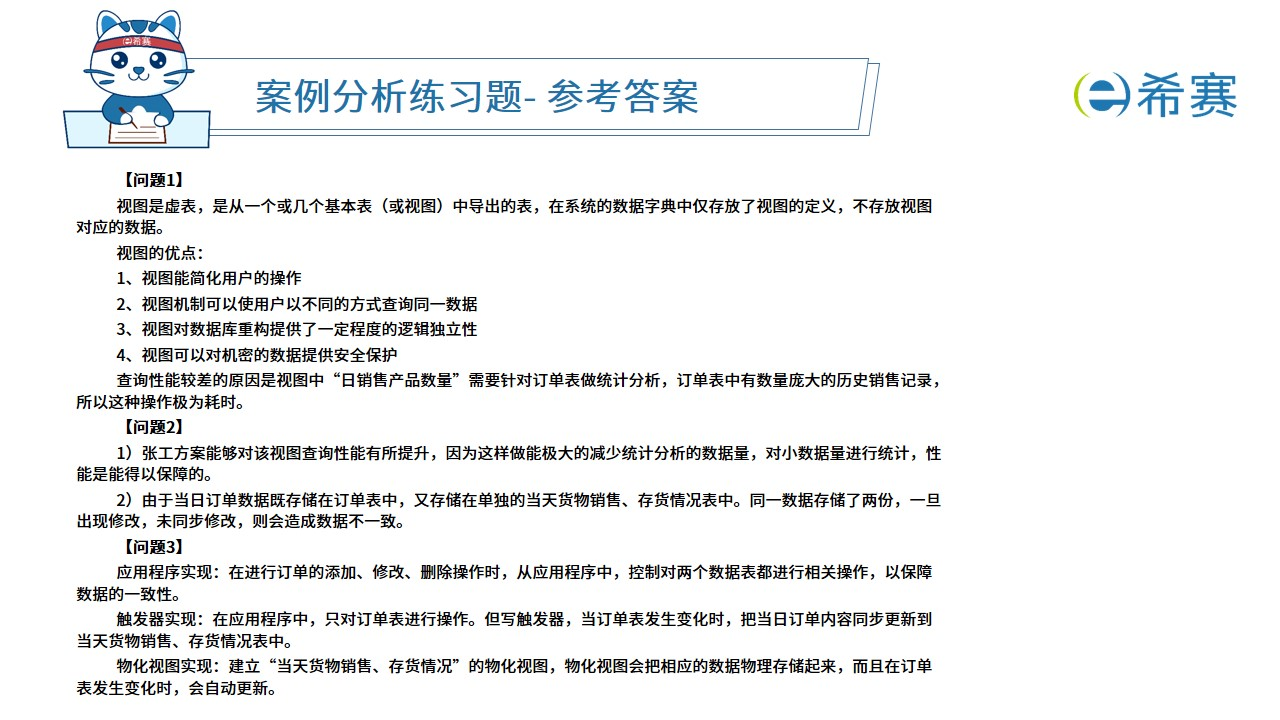 希赛
案例分析练习题- 参考答案
希赛
【问题1】
视图是虚表，是从一个或几个基本表（或视图）中导出的表，在系统的数据字典中仅存放了视图的定义，不存放视图
对应的数据。
视图的优点：
1、视图能简化用户的操作
2、视图机制可以使用户以不同的方式查询同一数据
3、视图对数据库重构提供了一定程度的逻辑独立性
4、视图可以对机密的数据提供安全保护
查询性能较差的原因是视图中“日销售产品数量”需要针对订单表做统计分析，订单表中有数量庞大的历史销售记录，
所以这种操作极为耗时。
【问题2】
1）张工方案能够对该视图查询性能有所提升，因为这样做能极大的减少统计分析的数据量，对小数据量进行统计，性
能是能得以保障的。
2）由于当日订单数据既存储在订单表中，又存储在单独的当天货物销售、存货情况表中。同一数据存储了两份，一旦
出现修改，未同步修改，则会造成数据不一致。
【问题3】
应用程序实现：在进行订单的添加、修改、删除操作时，从应用程序中，控制对两个数据表都进行相关操作，以保障
数据的一致性。
触发器实现：在应用程序中，只对订单表进行操作。但写触发器，当订单表发生变化时，把当日订单内容同步更新到
当天货物销售、存货情况表中。
物化视图实现：建立“当天货物销售、存货情况”的物化视图，物化视图会把相应的数据物理存储起来，而且在订单
表发生变化时，会自动更新。